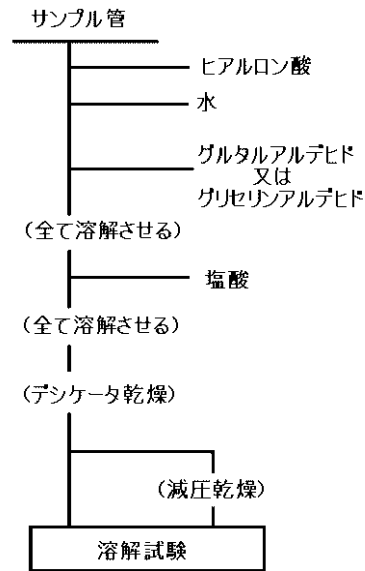 サンプル管
ヒアルロン酸
水
グルタルアルデヒド
又は
グリセリンアルデヒド
(全て溶解させる)
塩酸
(全て溶解させる)
(デシケータ乾燥)
(減圧乾燥)
溶解試験